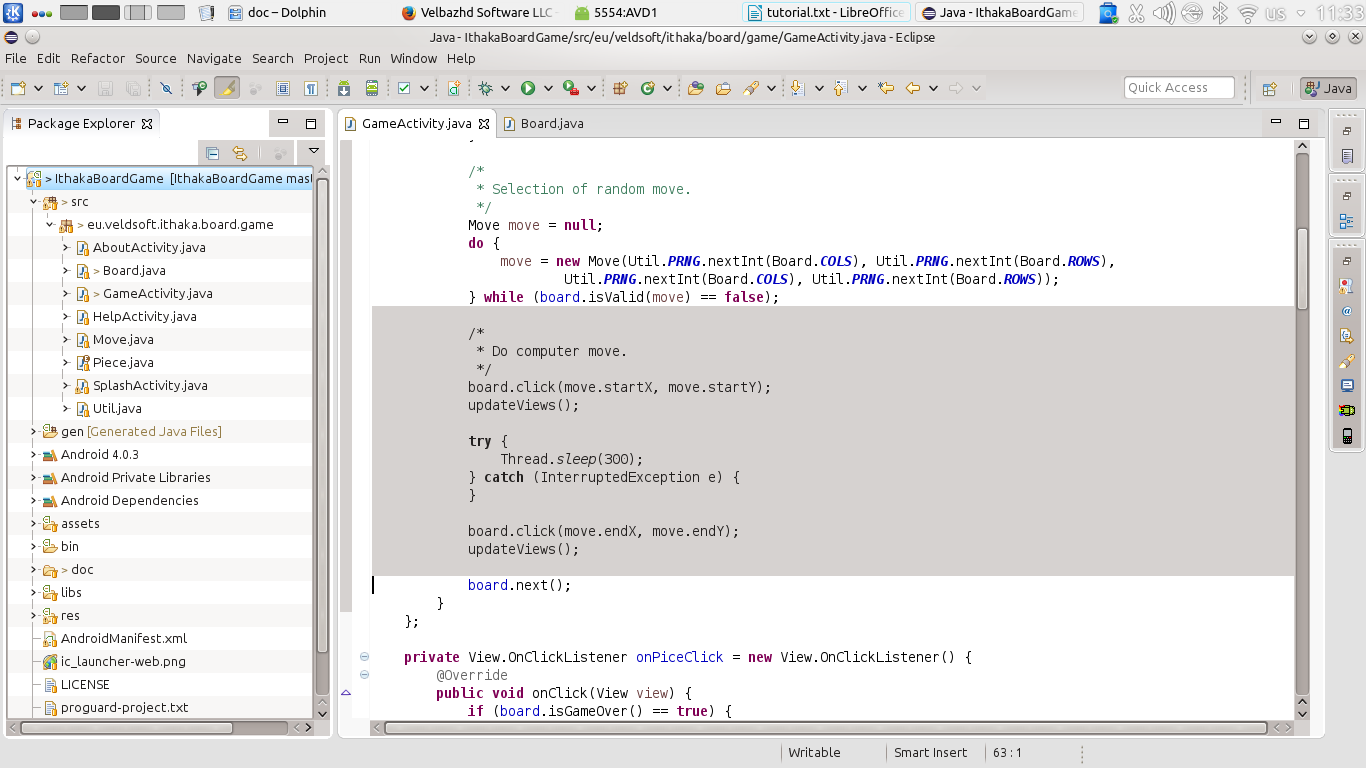 doc – Dolphin
Velbazhd Software LLC
5554:AVD1
tutorial.txt - LibreOffice
Java - IthakaBoardGame
us
11:33
Java - IthakaBoardGame/src/eu/veldsoft/ithaka/board/game/GameActivity.java - Eclipse
File Edit Refactor Source Navigate Search Project Run Window Help
Quick Access
Java
Package Explorer
GameActivity.java
Board.java
> IthakaBoardGame [IthakaBoardGame mast
> src
> eu.veldsoft.ithaka.board.game
AboutActivity.java
> Board.java
> GameActivity.java
HelpActivity.java
Move.java
Piece.java
SplashActivity.java
Util.java
gen [Generated Java Files]
Android 4.0.3
Android Private Libraries
Android Dependencies
assets
bin
> doc
libs
res
AndroidManifest.xml
ic_launcher-web.png
LICENSE
proguard-project.txt
}
/*
* Selection of random move.
*/
Move move = null;
do {
move = new Move(Util.PRNG.nextInt(Board.COLS), Util.PRNG.nextInt(Board.ROWS),
Util.PRNG.nextInt(Board.COLS), Util.PRNG.nextInt(Board.ROWS));
} while (board.isValid(move) == false);
/*
* Do computer move.
*/
board.click(move.startX, move.startY);
updateViews();
try {
Thread.sleep(300);
} catch (InterruptedException e) {
}
board.click(move.endX, move.endY);
updateViews();
board.next();
}
};
private View.OnClickListener onPiceClick = new View.OnClickListener() {
@Override
public void onClick(View view) {
if (board.isGameOver() == true) {
Writable
Smart Insert
63 : 1